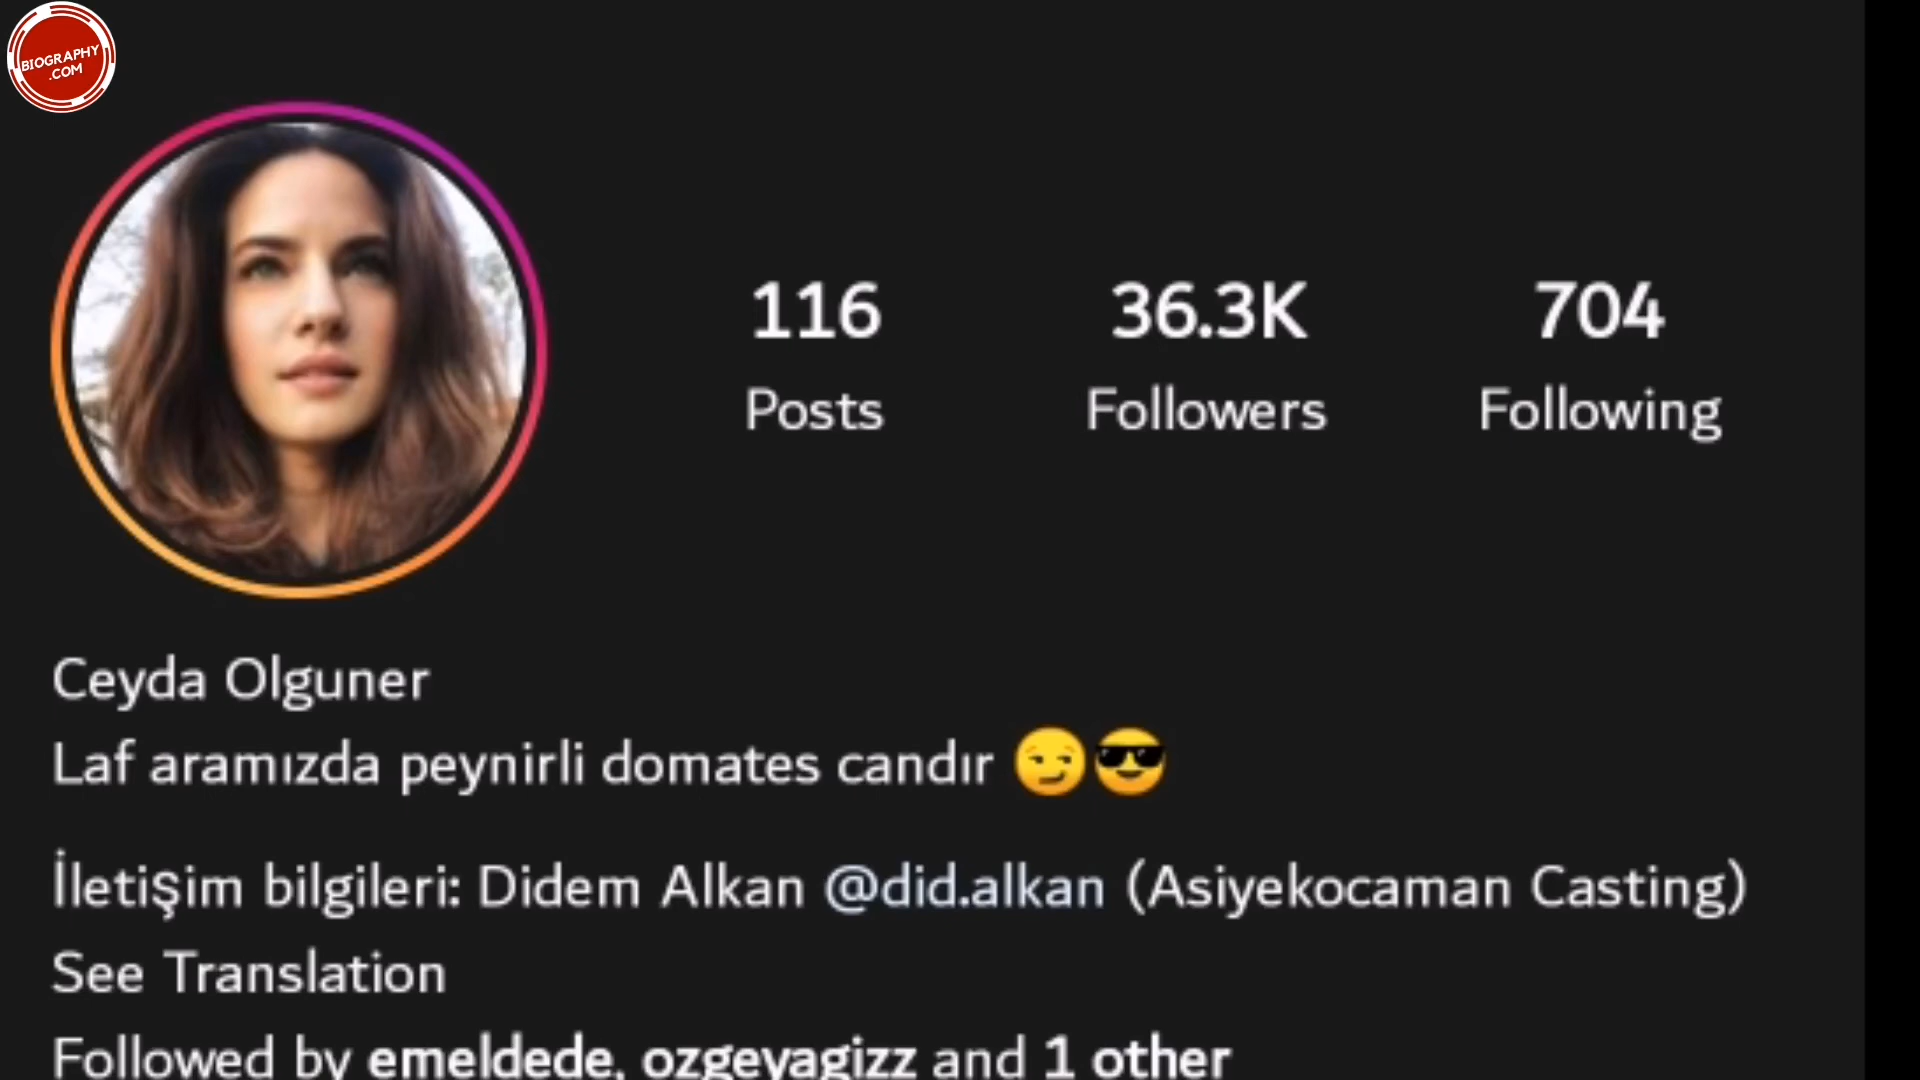 BIOGRAPHY
.COM
116 36.3K 704
Posts Followers Following
Ceyda Olguner
Laf aramızda peynirli domates candır 😏😎
İletişim bilgileri: Didem Alkan @did.alkan (Asiyekocaman Casting)
See Translation
Followed by emeldede, ozgeyagizz and 1 other